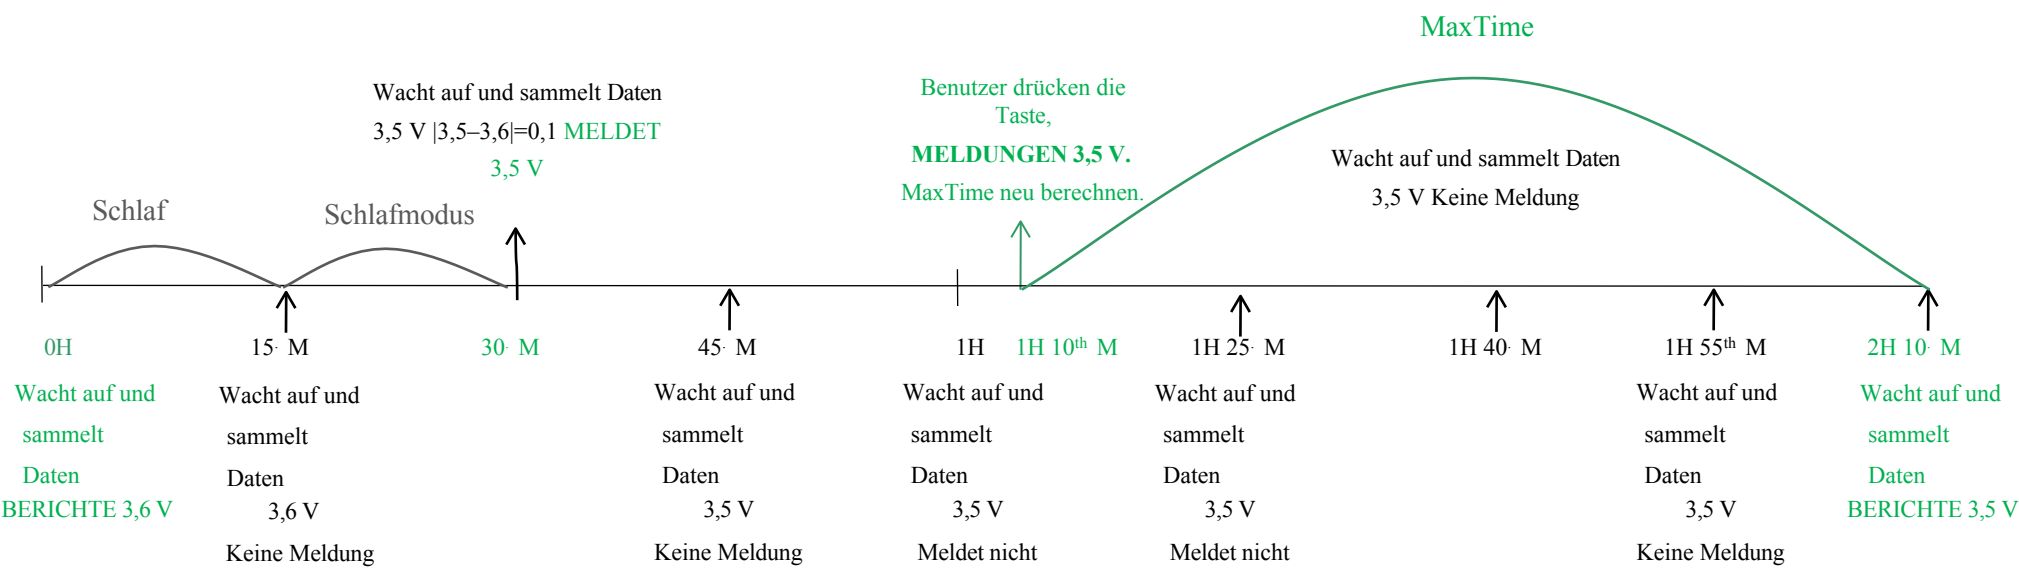 MaxTime
Wacht auf und sammelt Daten
3,5 V |3,5–3,6|=0,1 MELDET
3,5 V
Benutzer drücken die
Taste,
MELDUNGEN 3,5 V.
MaxTime neu berechnen.
Wacht auf und sammelt Daten
3,5 V Keine Meldung
Schlaf
Schlafmodus
0H
15· M
30· M
45· M
1H
1H 10th M
1H 25· M
1H 40· M
1H 55th M
2H 10· M
Wacht auf und
sammelt
Daten
BERICHTE 3,6 V
Wacht auf und
sammelt
Daten
3,6 V
Keine Meldung
Wacht auf und
sammelt
Daten
3,5 V
Keine Meldung
Wacht auf und
sammelt
Daten
3,5 V
Meldet nicht
Wacht auf und
sammelt
Daten
3,5 V
Meldet nicht
Wacht auf und
sammelt
Daten
3,5 V
Keine Meldung
Wacht auf und
sammelt
Daten
BERICHTE 3,5 V